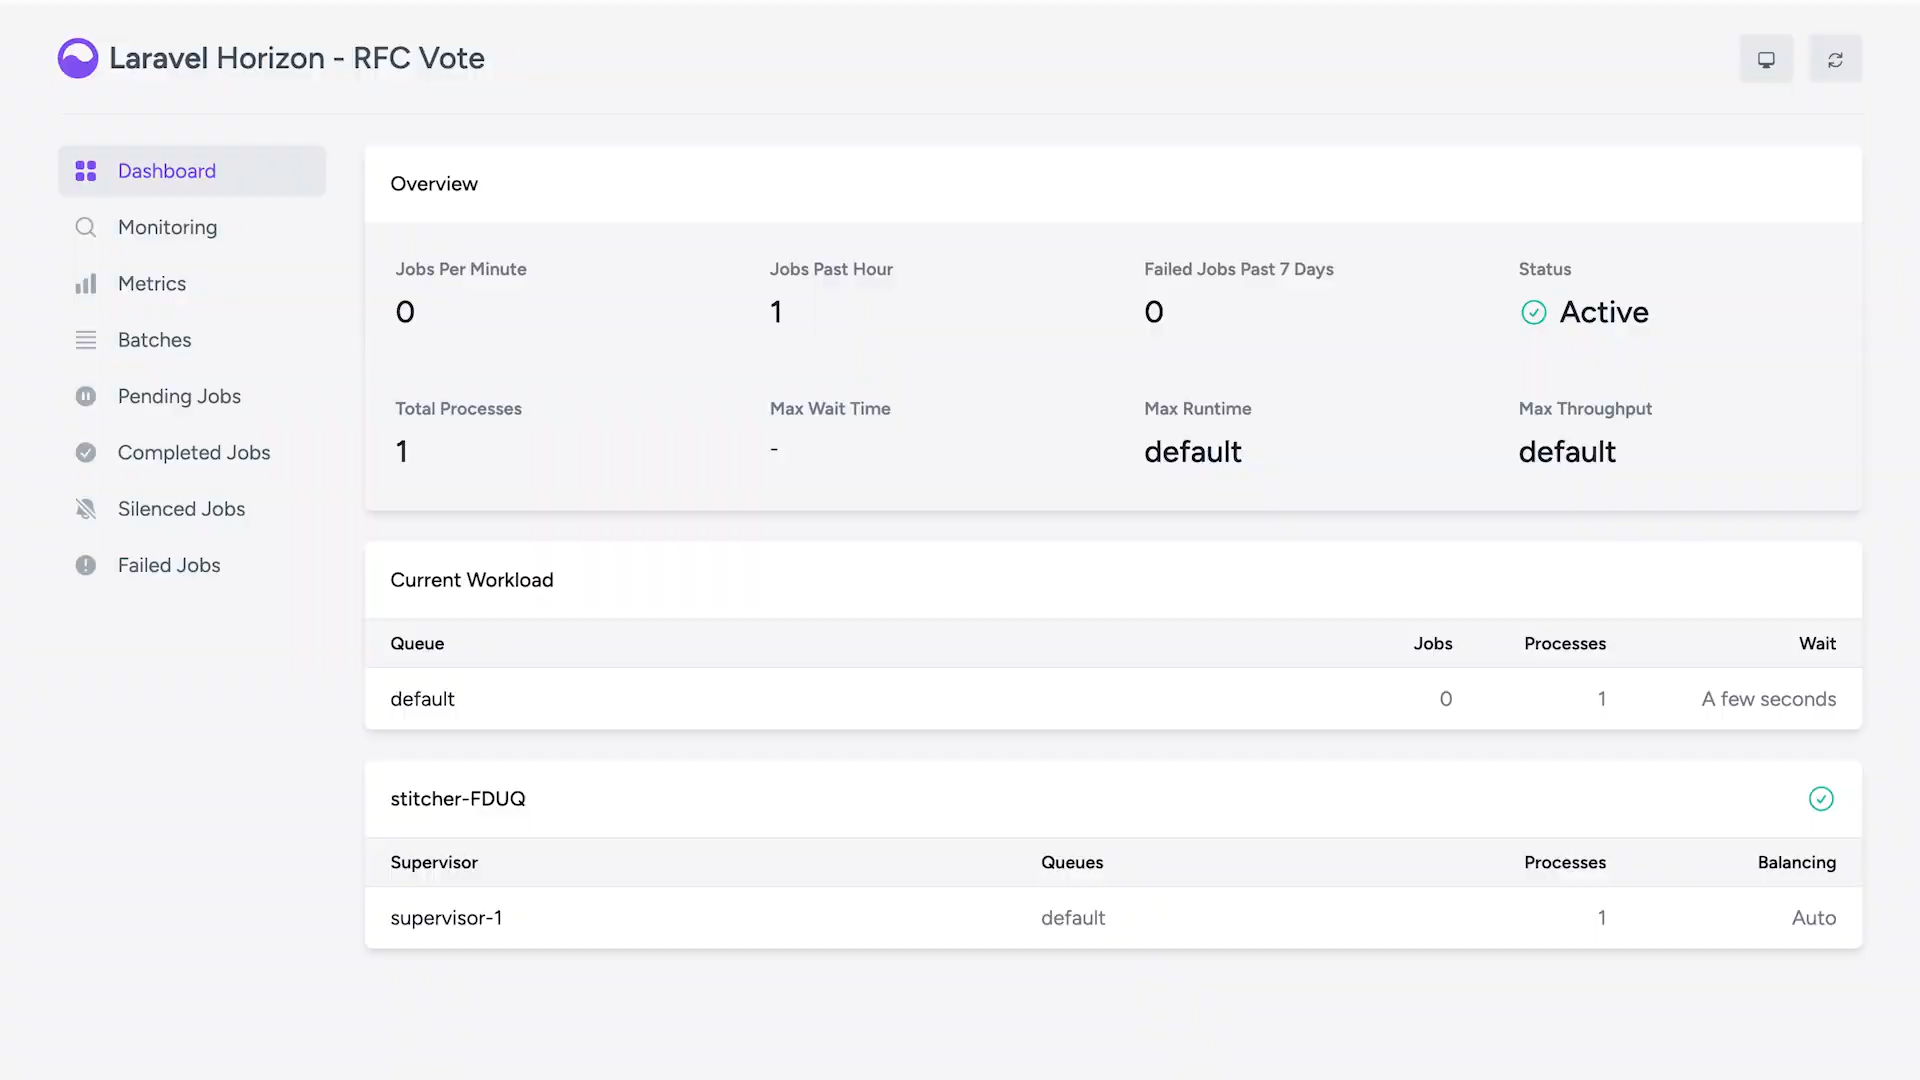 Laravel Horizon - RFC Vote
Dashboard
Monitoring
Metrics
Batches
Pending Jobs
Completed Jobs
Silenced Jobs
Failed Jobs
Overview
Jobs Per Minute
0
Jobs Past Hour
1
Failed Jobs Past 7 Days
0
Status
Active
Total Processes
1
Max Wait Time
-
Max Runtime
default
Max Throughput
default
Current Workload
Queue Jobs Processes Wait
default 0 1 A few seconds
stitcher-FDUQ
Supervisor Queues Processes Balancing
supervisor-1 default 1 Auto